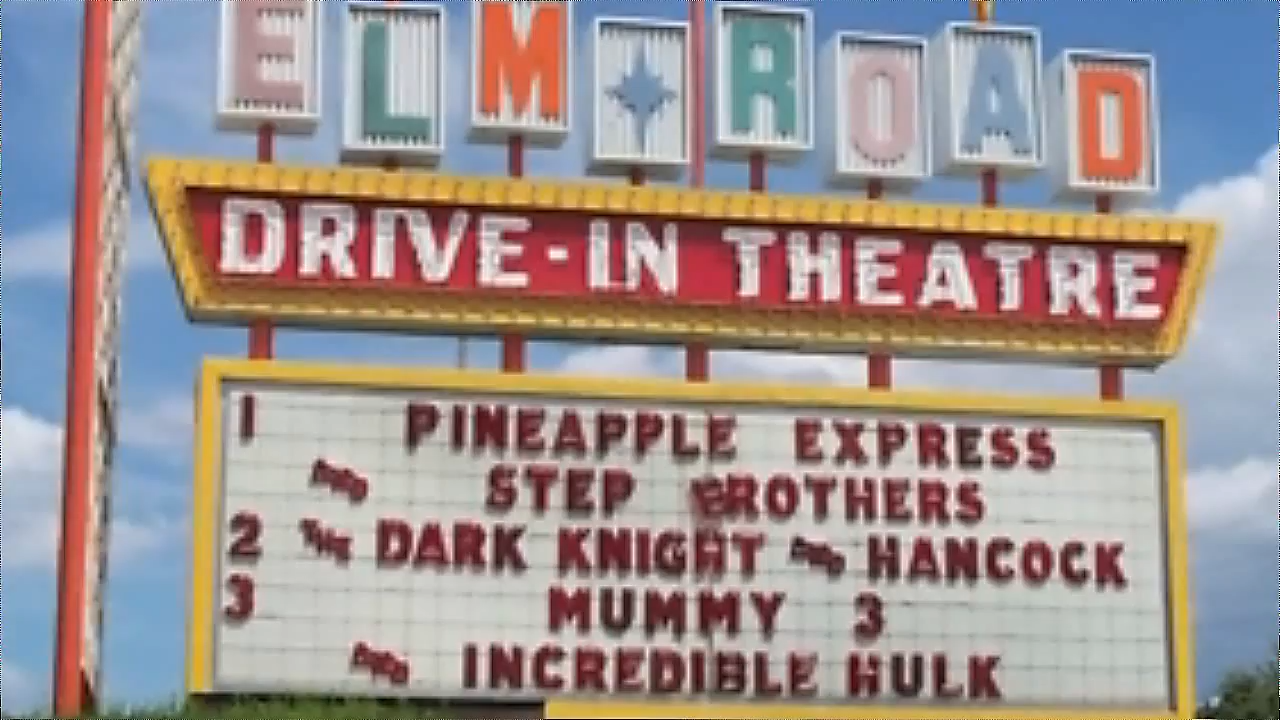 ELM ROAD
DRIVE-IN THEATRE
1 PINEAPPLE EXPRESS
AND STEP BROTHERS
2 THE DARK KNIGHT AND HANCOCK
3 MUMMY 3
AND INCREDIBLE HULK